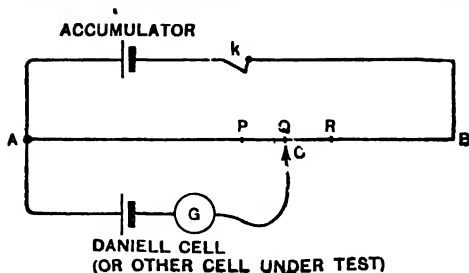 ACCUMULATOR
k
P Q R
A B
C
G
DANIELL CELL
(OR OTHER CELL UNDER TEST)